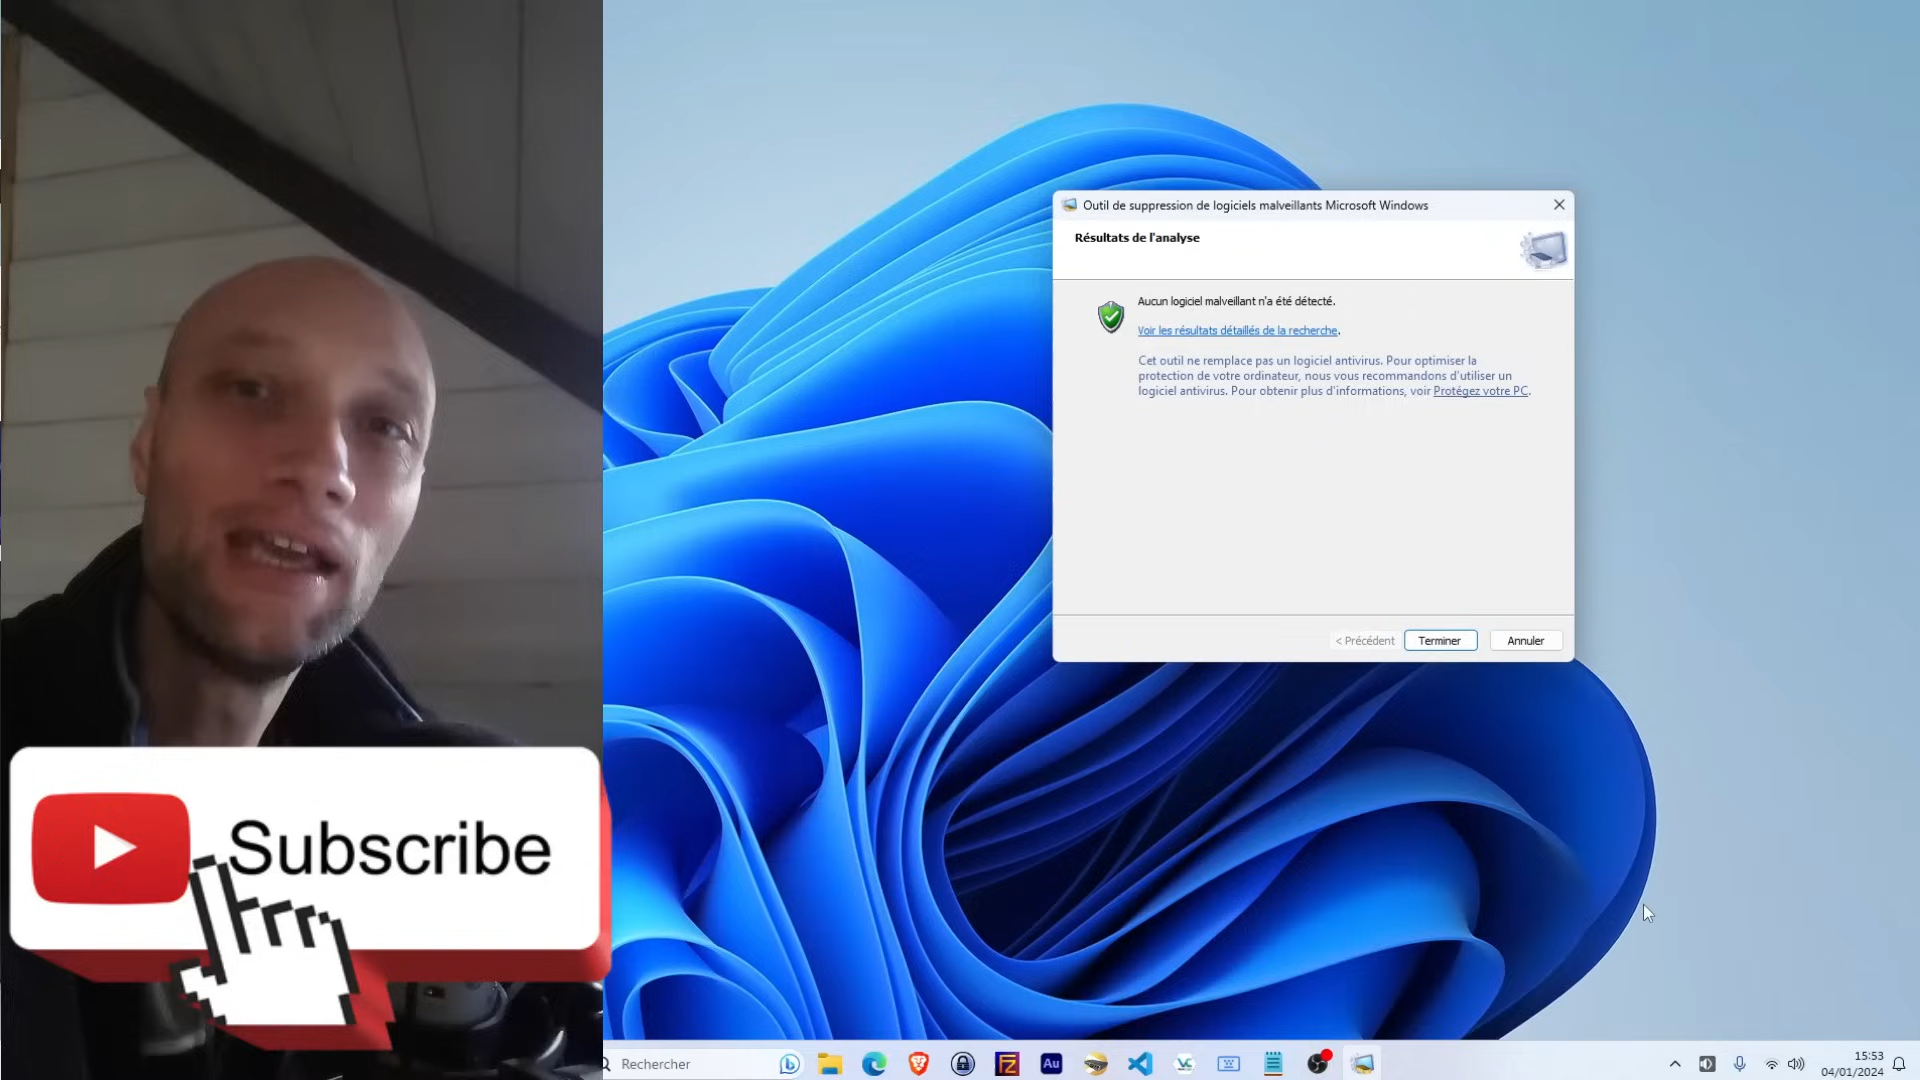 Outil de suppression de logiciels malveillants Microsoft Windows
Résultats de l'analyse
Aucun logiciel malveillant n'a été détecté.
Voir les résultats détaillés de la recherche.
Cet outil ne remplace pas un logiciel antivirus. Pour optimiser la
protection de votre ordinateur, nous vous recommandons d'utiliser un
logiciel antivirus. Pour obtenir plus d'informations, voir Protégez votre PC.
< Précédent Terminer Annuler
Subscribe
Rechercher
Au
15:53
04/01/2024